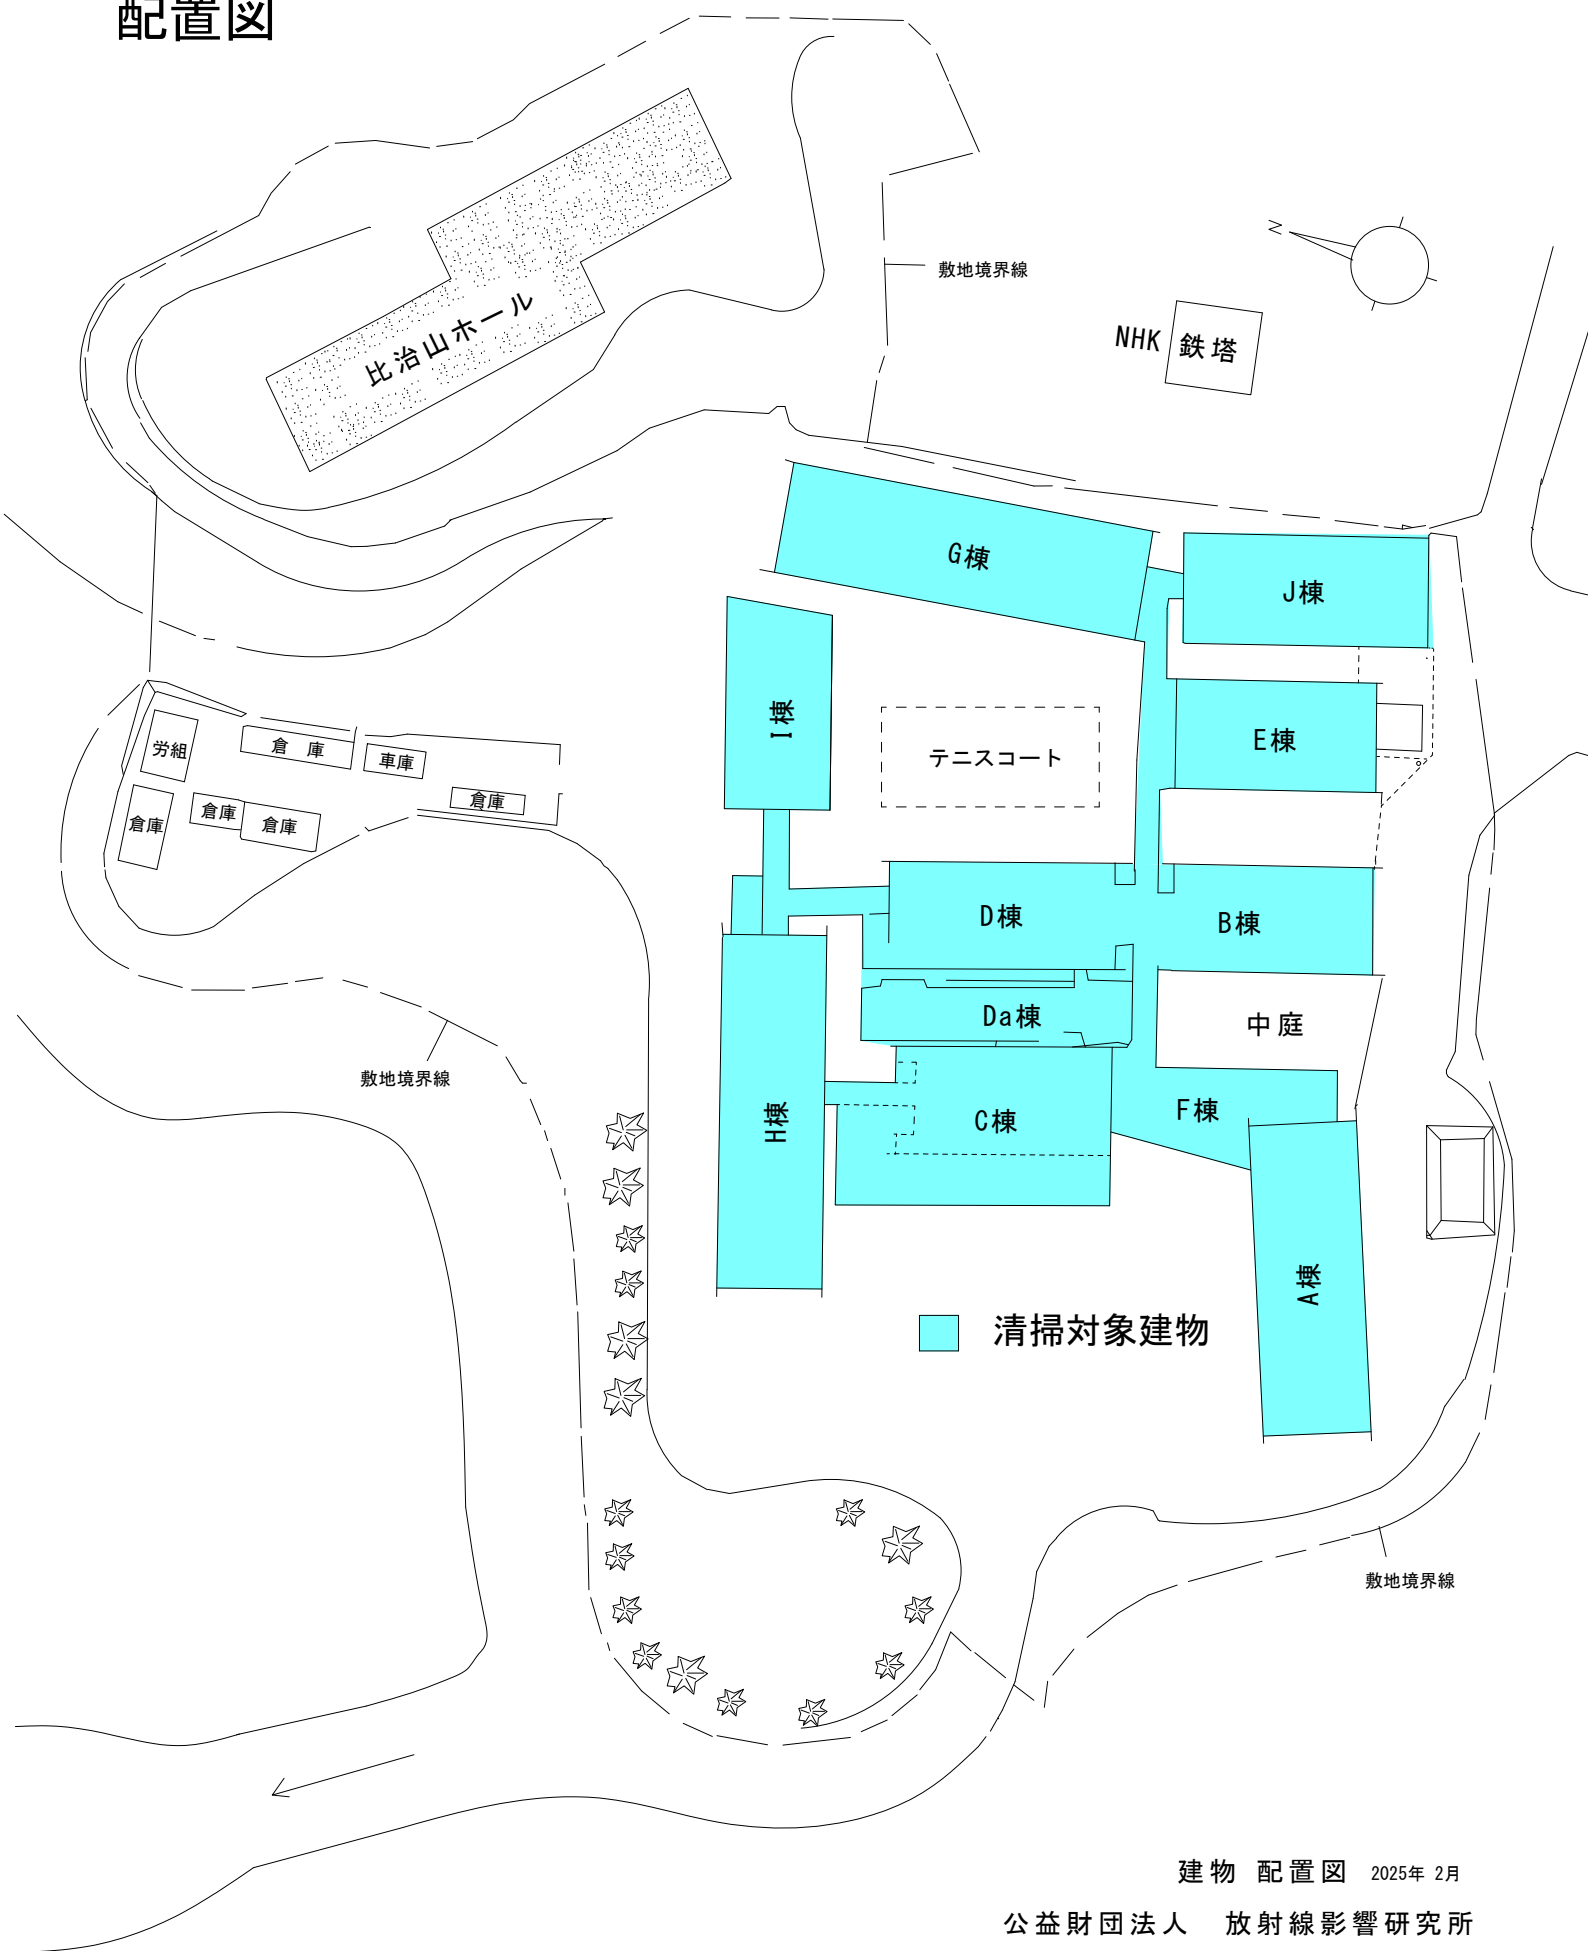 配置図
比治山ホール
敷地境界線
NHK 鉄塔
G棟
J棟
I棟
E棟
テニスコート
労組
倉 庫
車庫
倉庫
倉庫
倉庫
倉庫
D棟
B棟
Da棟
中庭
敷地境界線
H棟
C棟
F棟
A棟
清掃対象建物
敷地境界線
建物 配置図 2025年 2月
公益財団法人 放射線影響研究所
N